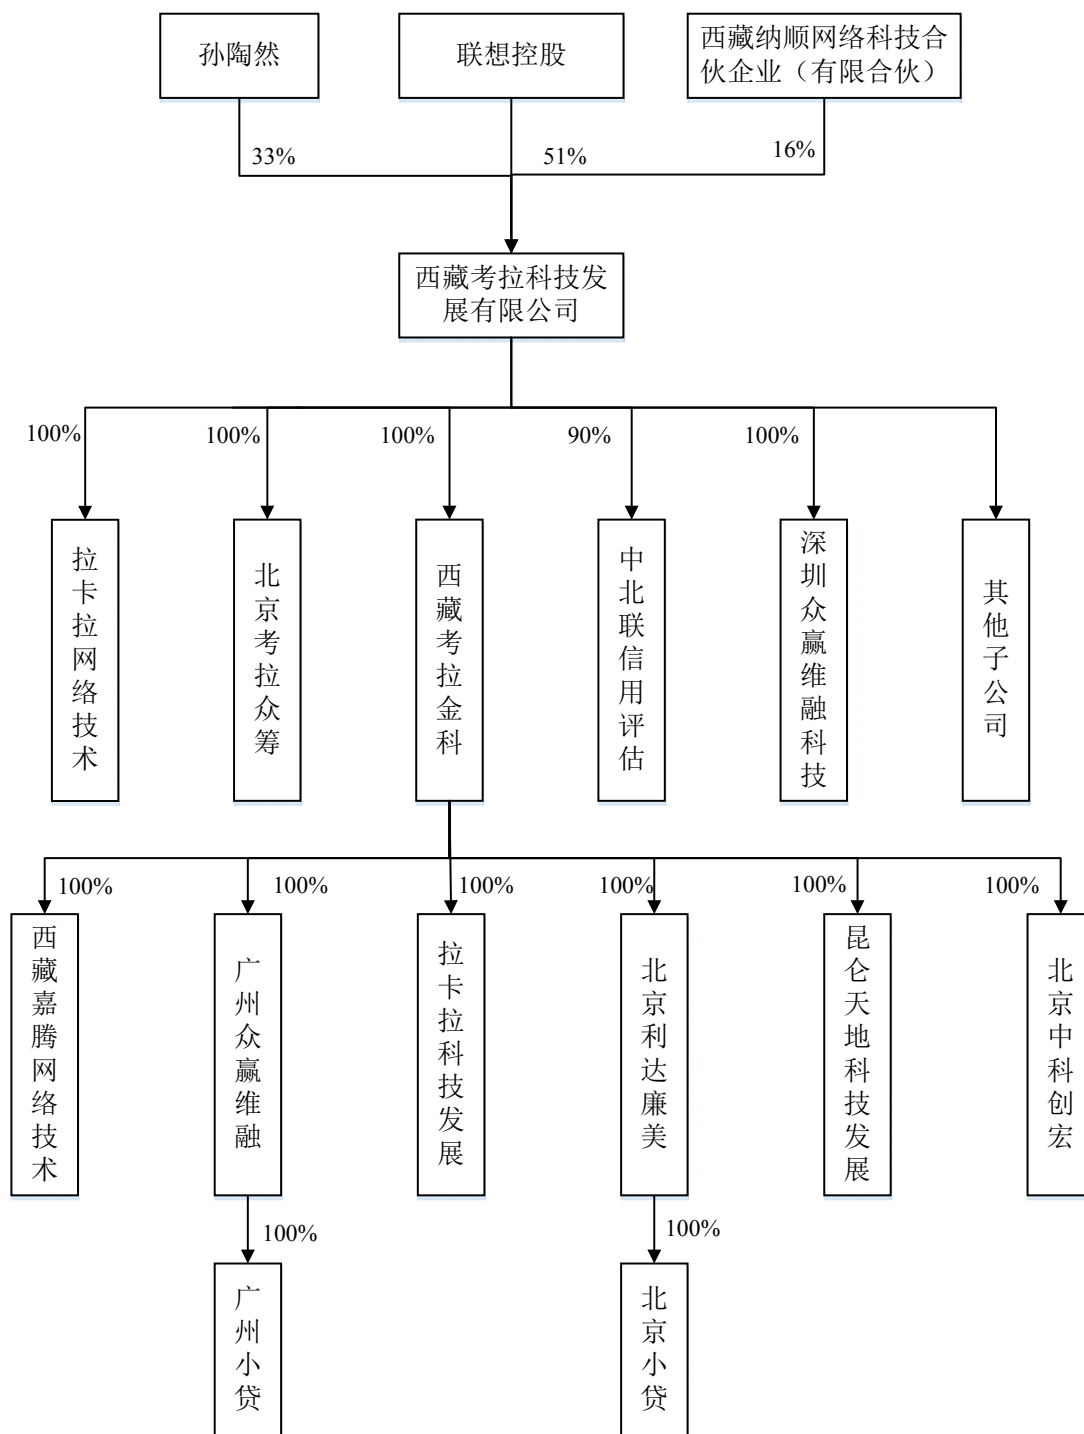 孙陶然
联想控股
西藏纳顺网络科技合
伙企业（有限合伙）
33%
51%
16%
西藏考拉科技发
展有限公司
100%
100%
100%
90%
100%
拉卡拉网络技术
北京考拉众筹
西藏考拉金科
中北联信用评估
深圳众赢维融科技
其他子公司
100%
100%
100%
100%
100%
100%
西藏嘉腾网络技术
广州众赢维融
拉卡拉科技发展
北京利达廉美
昆仑天地科技发展
北京中科创宏
100%
100%
广州小贷
北京小贷